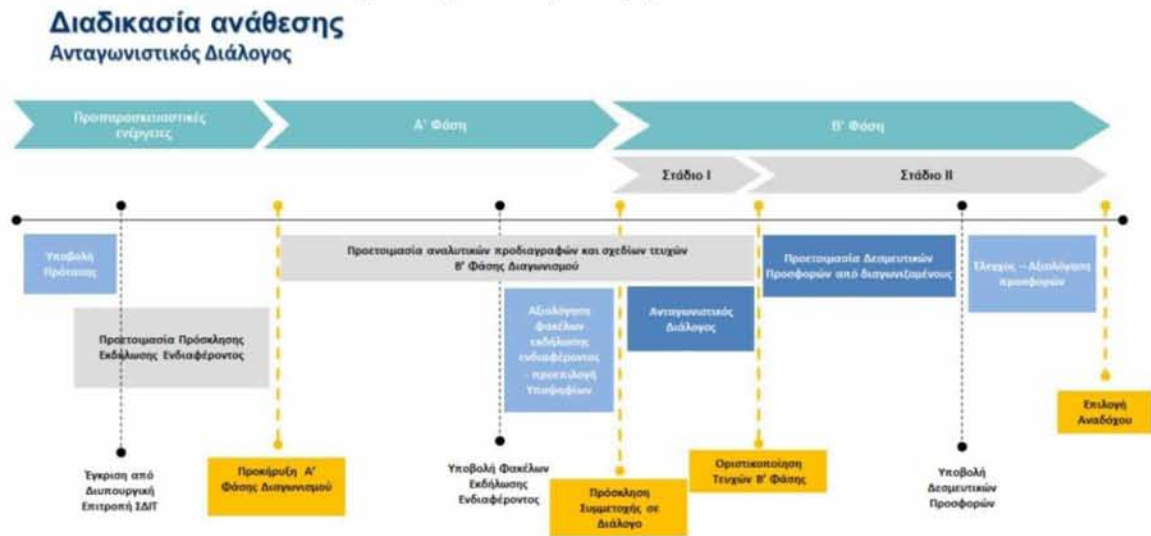 Διαδικασία ανάθεσης
Ανταγωνιστικός Διάλογος
Προπαρασκευαστικές
ενέργειες
Α' Φάση
Β' Φάση
Στάδιο Ι
Στάδιο ΙΙ
Υποβολή
Πρότασης
Προετοιμασία αναλυτικών προδιαγραφών και σχεδίων τευχών
Β' Φάσης Διαγωνισμού
Προετοιμασία Δεσμευτικών
Προσφορών από διαγωνιζομένους
Έλεγχος – Αξιολόγηση
προσφορών
Προετοιμασία Πρόσκλησης
Εκδήλωσης Ενδιαφέροντος
Αξιολόγηση
φακέλων
εκδήλωσης
ενδιαφέροντος
- προεπιλογή
Υποψηφίων
Ανταγωνιστικός
Διάλογος
Έγκριση από
Διυπουργική
Επιτροπή ΣΔΙΤ
Προκήρυξη Α'
Φάσης Διαγωνισμού
Υποβολή Φακέλων
Εκδήλωσης
Ενδιαφέροντος
Πρόσκληση
Συμμετοχής σε
Διάλογο
Οριστικοποίηση
Τευχών Β' Φάσης
Υποβολή
Δεσμευτικών
Προσφορών
Επιλογή
Αναδόχου